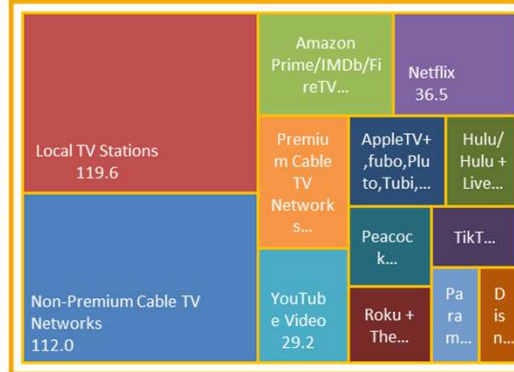 Local TV Stations
119.6
Non-Premium Cable TV
Networks
112.0
Amazon
Prime/IMDb/Fi
reTV...
Netflix
36.5
Premiu
m Cable
TV
Network
s...
AppleTV+
,fubo,Plu
to,Tubi,...
Hulu/
Hulu +
Live...
Peacoc
k...
TikT...
YouTub
e Video
29.2
Roku +
The...
Pa
ra
m...
D
is
n...